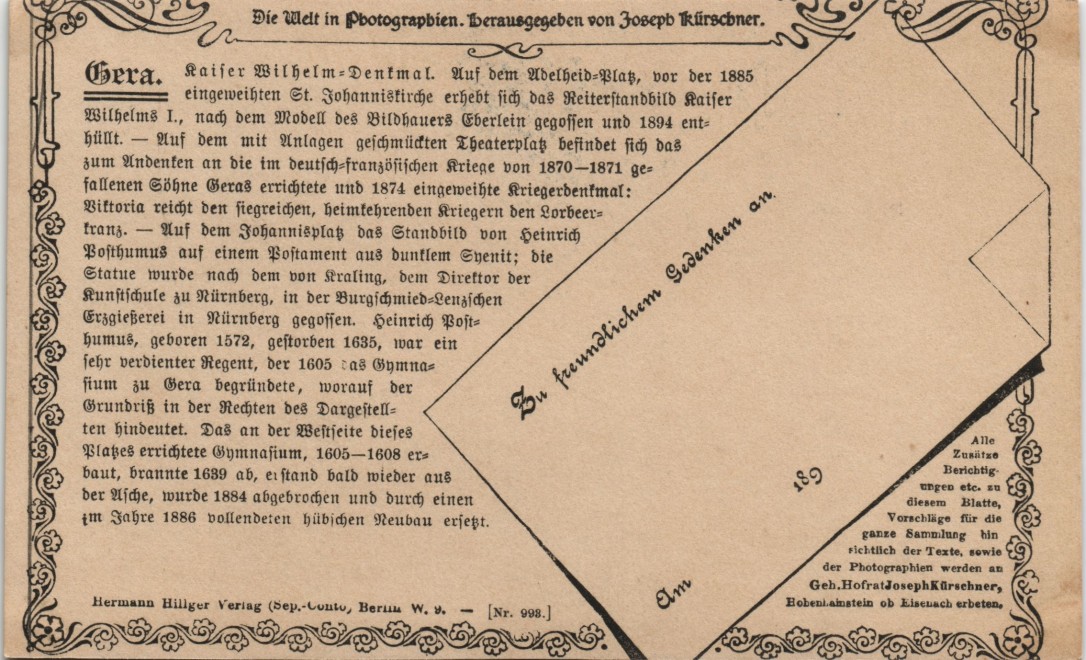 Die Welt in Photographien. Herausgegeben von Joseph Kürschner.
Gera. Kaiser Wilhelm=Denkmal. Auf dem Adelheid=Platz, vor der 1885
eingeweihten St. Johanniskirche erhebt sich das Reiterstandbild Kaiser
Wilhelms I., nach dem Modell des Bildhauers Eberlein gegossen und 1894 ent=
hüllt. — Auf dem mit Anlagen geschmückten Theaterplatz befindet sich das
zum Andenken an die im deutsch=französischen Kriege von 1870—1871 ge=
fallenen Söhne Geras errichtete und 1874 eingeweihte Kriegerdenkmal:
Viktoria reicht den siegreichen, heimkehrenden Kriegern den Lorbeer=
kranz. — Auf dem Johannisplatz das Standbild von Heinrich
Posthumus auf einem Postament aus dunklem Syenit; die
Statue wurde nach dem von Kraling, dem Direktor der
Kunstschule zu Nürnberg, in der Burgschmied=Lenzschen
Erzgießerei in Nürnberg gegossen. Heinrich Post=
humus, geboren 1572, gestorben 1635, war ein
sehr verdienter Regent, der 1605 das Gymna=
sium zu Gera begründete, worauf der
Grundriß in der Rechten des Dargestell=
ten hindeutet. Das an der Westseite dieses
Platzes errichtete Gymnasium, 1605—1608 er=
baut, brannte 1639 ab, erstand bald wieder aus
der Asche, wurde 1884 abgebrochen und durch einen
im Jahre 1886 vollendeten hübschen Neubau ersetzt.
Hermann Hillger Verlag (Sep.-Conto) Berlin W. 9. — [Nr. 993.]
Zu freundlichem Gedenken an.
189
Am
Alle
Zusätze
Berichtig-
ungen etc. zu
diesem Blatte,
Vorschläge für die
ganze Sammlung hin
sichtlich der Texte, sowie
der Photographien werden an
Geh. Hofrat Joseph Kürschner,
Hohenhainstein ob Eisenach erbeten.